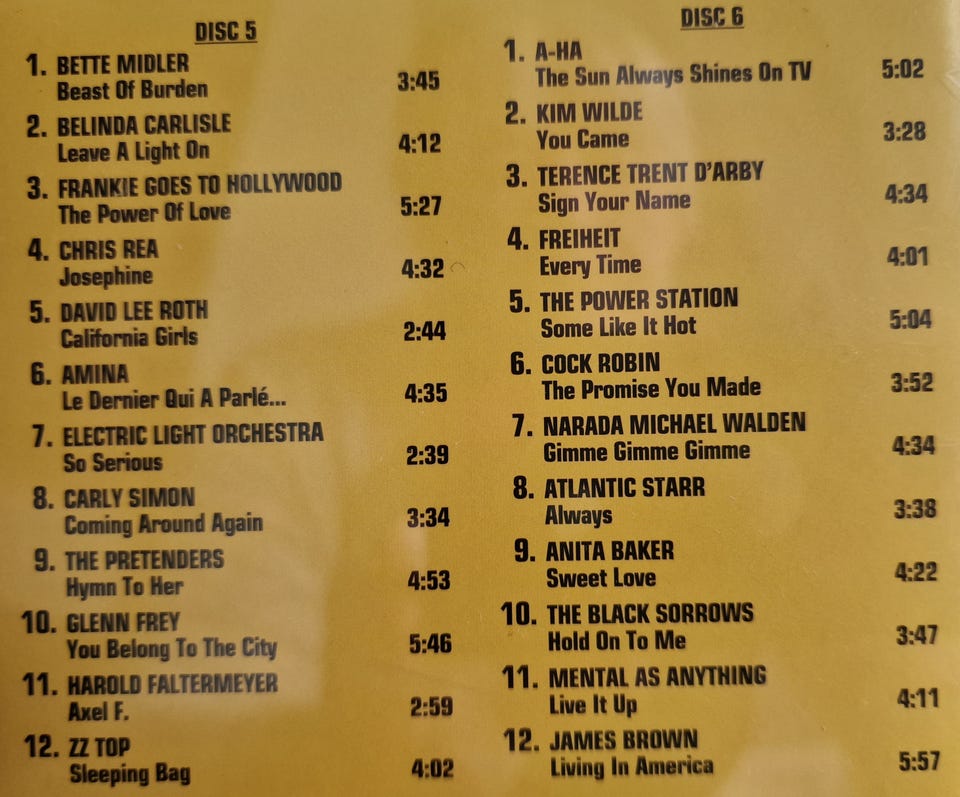 DISC 5
1. BETTE MIDLER
Beast Of Burden 3:45
2. BELINDA CARLISLE
Leave A Light On 4:12
3. FRANKIE GOES TO HOLLYWOOD
The Power Of Love 5:27
4. CHRIS REA
Josephine 4:32
5. DAVID LEE ROTH
California Girls 2:44
6. AMINA
Le Dernier Qui A Parlé... 4:35
7. ELECTRIC LIGHT ORCHESTRA
So Serious 2:39
8. CARLY SIMON
Coming Around Again 3:34
9. THE PRETENDERS
Hymn To Her 4:53
10. GLENN FREY
You Belong To The City 5:46
11. HAROLD FALTERMEYER
Axel F. 2:59
12. ZZ TOP
Sleeping Bag 4:02
DISC 6
1. A-HA
The Sun Always Shines On TV 5:02
2. KIM WILDE
You Came 3:28
3. TERENCE TRENT D'ARBY
Sign Your Name 4:34
4. FREIHEIT
Every Time 4:01
5. THE POWER STATION
Some Like It Hot 5:04
6. COCK ROBIN
The Promise You Made 3:52
7. NARADA MICHAEL WALDEN
Gimme Gimme Gimme 4:34
8. ATLANTIC STARR
Always 3:38
9. ANITA BAKER
Sweet Love 4:22
10. THE BLACK SORROWS
Hold On To Me 3:47
11. MENTAL AS ANYTHING
Live It Up 4:11
12. JAMES BROWN
Living In America 5:57